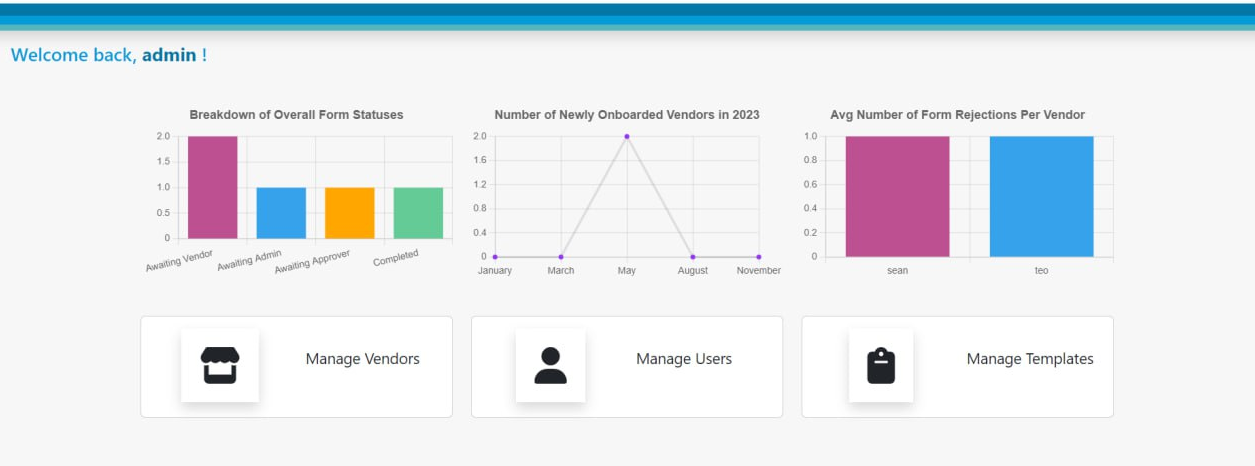 Welcome back, admin !
Breakdown of Overall Form Statuses
2.0
1.5
1.0
0.5
0
Awaiting Vendor
Awaiting Admin
Awaiting Approver
Completed
Number of Newly Onboarded Vendors in 2023
2.0
1.6
1.2
0.8
0.4
0
January March May August November
Avg Number of Form Rejections Per Vendor
1.0
0.8
0.6
0.4
0.2
0
sean teo
Manage Vendors
Manage Users
Manage Templates